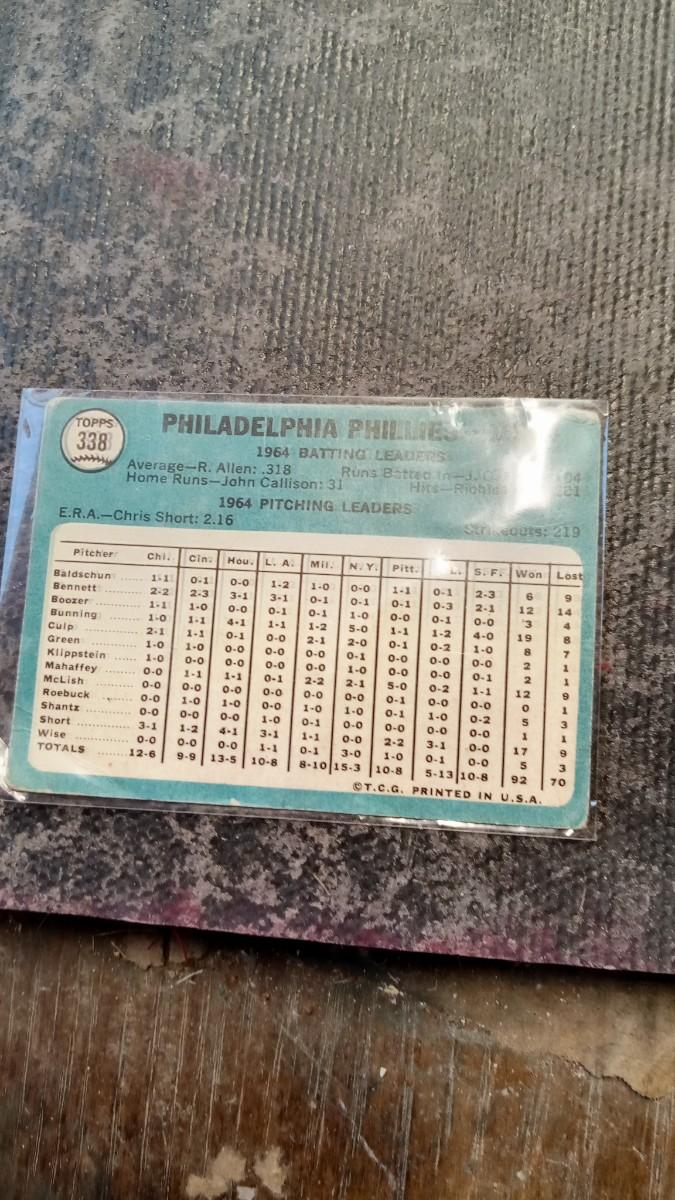 TOPPS
338
PHILADELPHIA PHILLIES
1964 BATTING LEADERS
Average—R. Allen: .318 Runs Batted In—J. 104
Home Runs—John Callison: 31 Hits—Richie 201
1964 PITCHING LEADERS
E.R.A.—Chris Short: 2.16 Strikeouts: 219
Pitcher Chi. Cin. Hou. L. A. Mil. N. Y. Pitt. L. S. F. Won Lost
Baldschun 1-1 0-1 0-0 1-2 1-0 0-0 1-1 0-1 2-3 6 9
Bennett ........ 2-2 2-3 3-1 3-1 0-1 0-1 0-1 0-3 2-1 12 14
Boozer ......... 1-1 1-0 0-0 0-1 0-1 1-0 0-0 0-1 0-0 3 4
Bunning ....... 1-0 1-1 4-1 1-1 1-2 5-0 1-1 1-2 4-0 19 8
Culp ............. 2-1 1-1 0-1 0-0 2-1 2-0 0-1 0-2 1-0 8 7
Green ........... 1-0 1-0 0-0 0-0 0-0 0-0 0-1 0-0 0-0 2 1
Klippstein ..... 1-0 0-0 0-0 0-0 0-1 1-0 0-0 0-0 0-0 2 1
Mahaffey ...... 0-0 1-1 1-1 0-1 2-2 2-1 5-0 0-2 1-1 12 9
McLish .......... 0-0 0-0 0-0 0-0 0-0 0-0 0-1 0-0 0-0 0 1
Roebuck ....... 0-0 1-0 1-0 0-0 1-0 1-0 0-1 1-0 0-2 5 3
Shantz .......... 0-0 0-0 0-0 1-0 0-0 0-1 0-0 0-0 0-0 1 1
Short ............ 3-1 1-2 4-1 3-1 1-1 0-0 2-2 3-1 0-0 17 9
Wise ............. 0-0 0-0 0-0 1-1 0-1 3-0 1-0 0-1 0-0 5 3
TOTALS ...... 12-6 9-9 13-5 10-8 8-10 15-3 10-8 5-13 10-8 92 70
©T.C.G. PRINTED IN U.S.A.